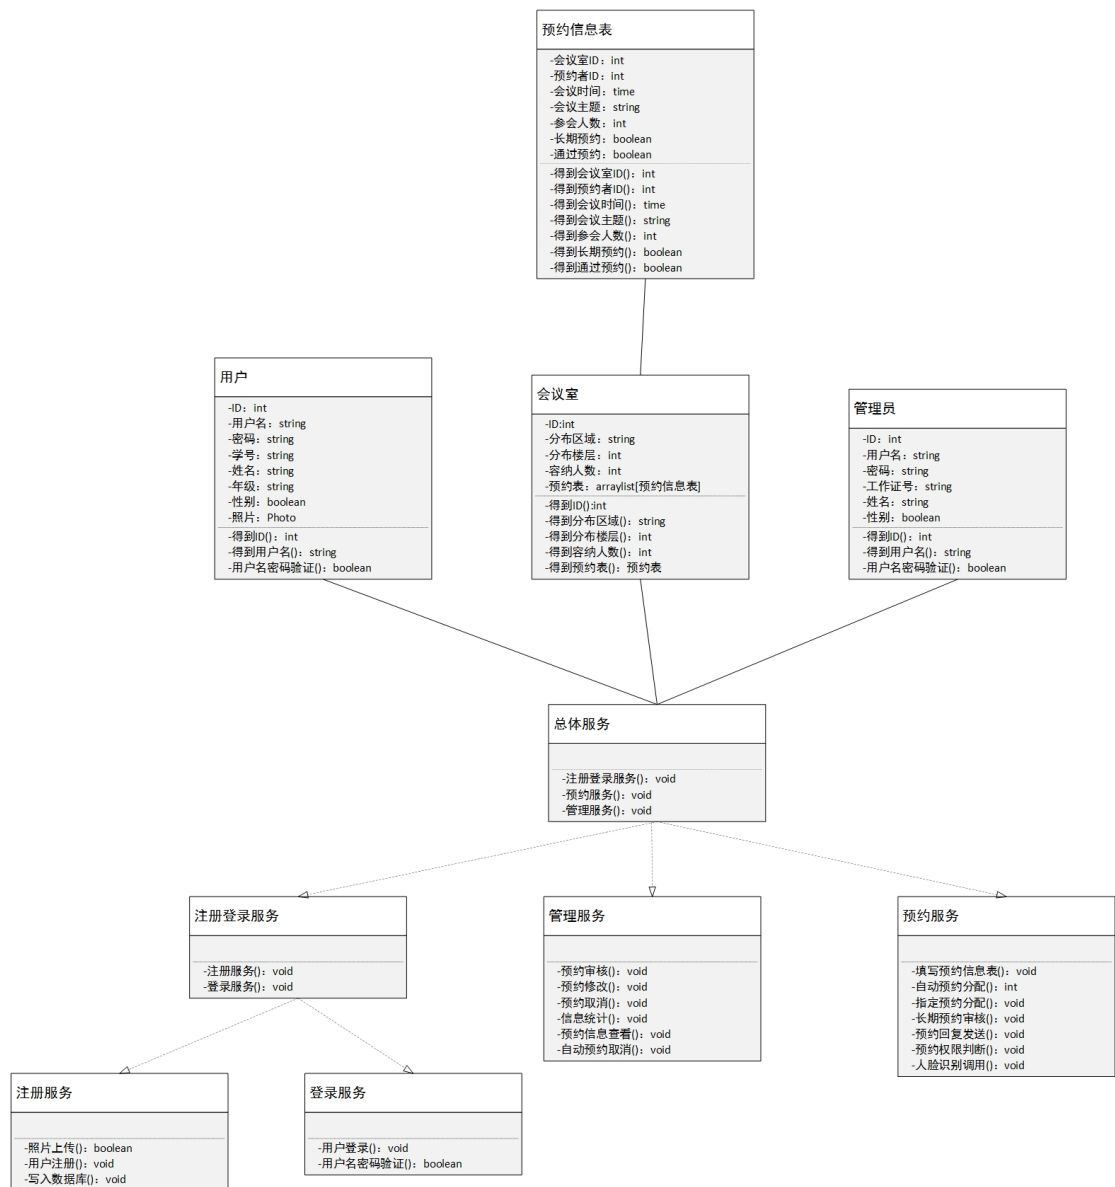 预约信息表
-会议室ID：int
-预约者ID：int
-会议时间：time
-会议主题：string
-参会人数：int
-长期预约：boolean
-通过预约：boolean
-得到会议室ID()：int
-得到预约者ID()：int
-得到会议时间()：time
-得到会议主题()：string
-得到参会人数()：int
-得到长期预约()：boolean
-得到通过预约()：boolean
用户
-ID：int
-用户名：string
-密码：string
-学号：string
-姓名：string
-年级：string
-性别：boolean
-照片：Photo
-得到ID()：int
-得到用户名()：string
-用户名密码验证()：boolean
会议室
-ID:int
-分布区域：string
-分布楼层：int
-容纳人数：int
-预约表：arraylist[预约信息表]
-得到ID():int
-得到分布区域()：string
-得到分布楼层()：int
-得到容纳人数()：int
-得到预约表()：预约表
管理员
-ID：int
-用户名：string
-密码：string
-工作证号：string
-姓名：string
-性别：boolean
-得到ID()：int
-得到用户名()：string
-用户名密码验证()：boolean
总体服务
-注册登录服务()：void
-预约服务()：void
-管理服务()：void
注册登录服务
-注册服务()：void
-登录服务()：void
管理服务
-预约审核()：void
-预约修改()：void
-预约取消()：void
-信息统计()：void
-预约信息查看()：void
-自动预约取消()：void
预约服务
-填写预约信息表()：void
-自动预约分配()：int
-指定预约分配()：void
-长期预约审核()：void
-预约回复发送()：void
-预约权限判断()：void
-人脸识别调用()：void
注册服务
-照片上传()：boolean
-用户注册()：void
-写入数据库()：void
登录服务
-用户登录()：void
-用户名密码验证()：boolean